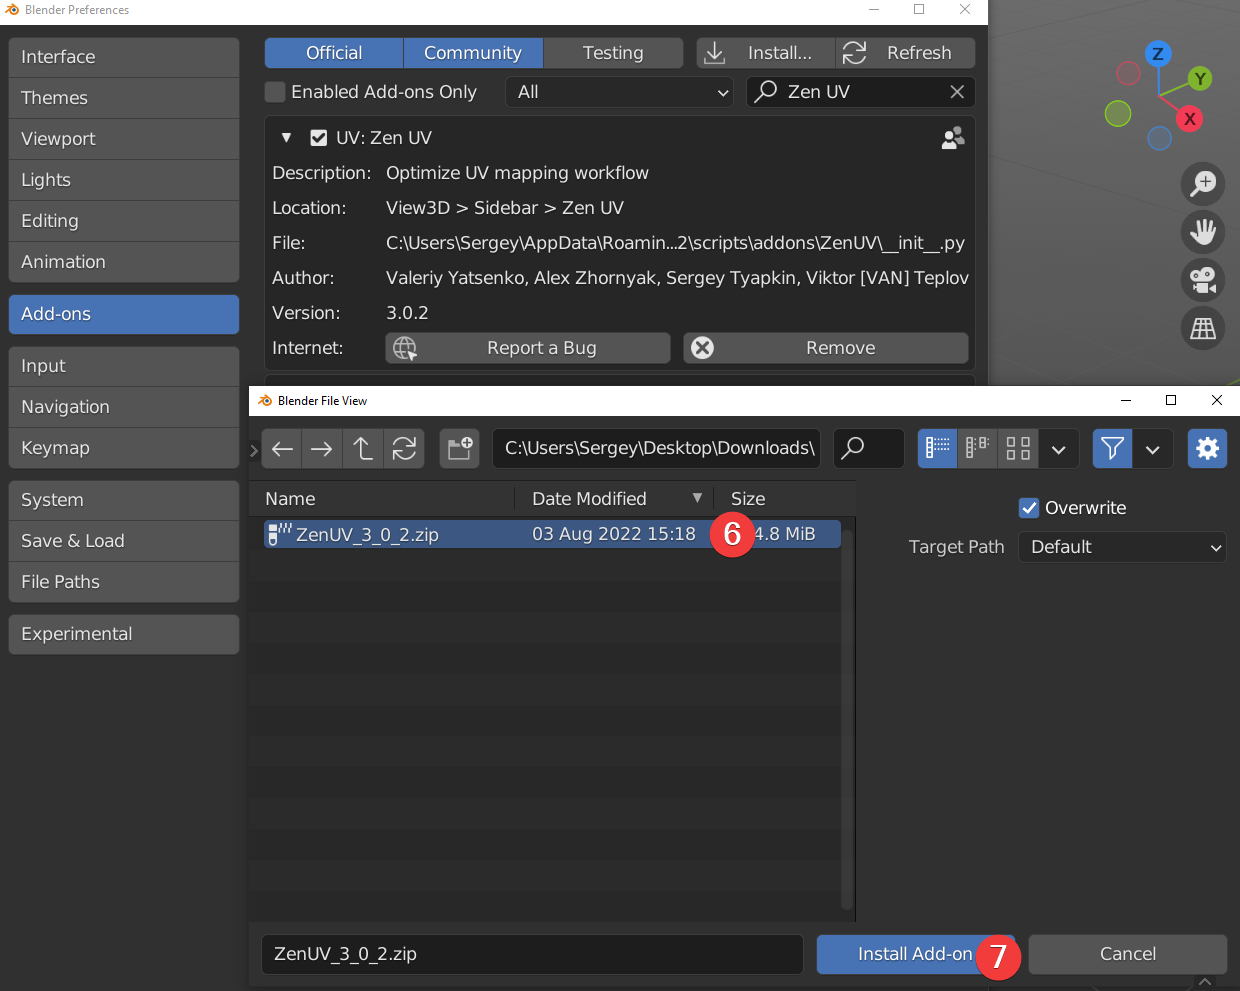 Blender Preferences
Interface
Themes
Viewport
Lights
Editing
Animation
Add-ons
Input
Navigation
Keymap
System
Save & Load
File Paths
Experimental
Official Community Testing Install... Refresh
Enabled Add-ons Only All Zen UV
UV: Zen UV
Description: Optimize UV mapping workflow
Location: View3D > Sidebar > Zen UV
File: C:\Users\Sergey\AppData\Roamin...2\scripts\addons\ZenUV\__init__.py
Author: Valeriy Yatsenko, Alex Zhornyak, Sergey Tyapkin, Viktor [VAN] Teplov
Version: 3.0.2
Internet: Report a Bug Remove
Z
Y
X
Blender File View
C:\Users\Sergey\Desktop\Downloads\
Name Date Modified Size
ZenUV_3_0_2.zip 03 Aug 2022 15:18 6 4.8 MiB
Overwrite
Target Path Default
ZenUV_3_0_2.zip Install Add-on 7 Cancel